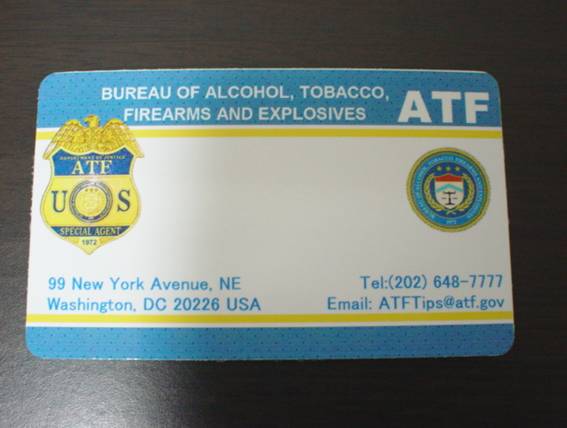 BUREAU OF ALCOHOL, TOBACCO,
FIREARMS AND EXPLOSIVES
ATF
DEPARTMENT OF JUSTICE
ATF
U S
SPECIAL AGENT
1972
99 New York Avenue, NE
Washington, DC 20226 USA
Tel:(202) 648-7777
Email: ATFTips@atf.gov